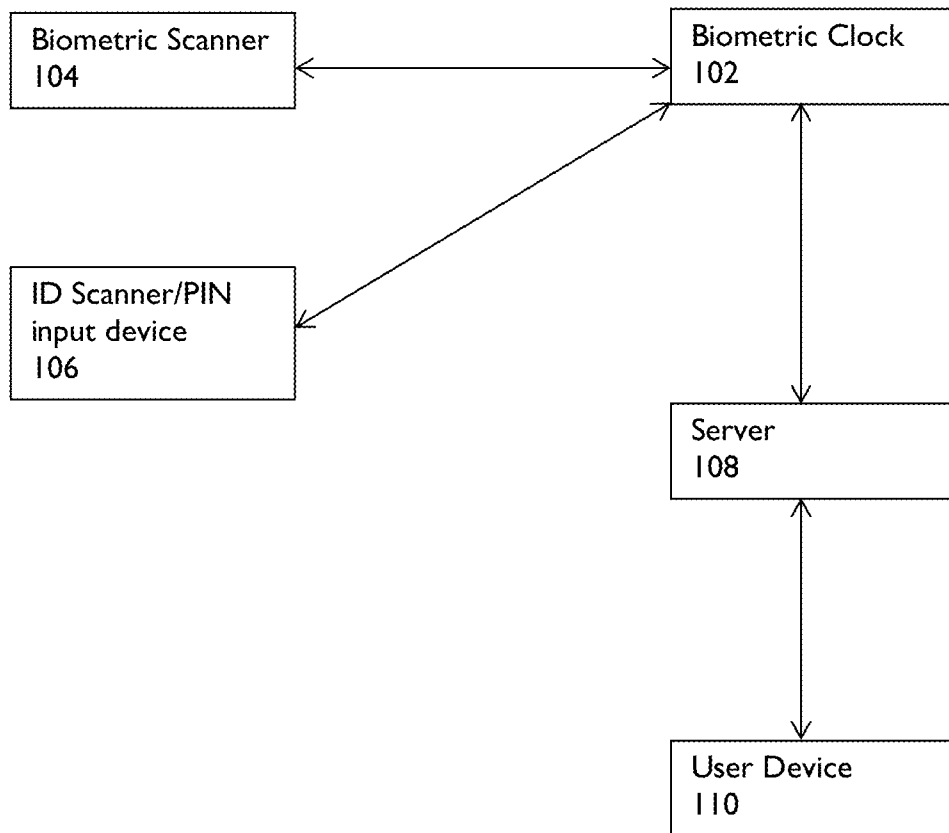 Biometric Scanner
104
Biometric Clock
102
ID Scanner/PIN
input device
106
Server
108
User Device
110